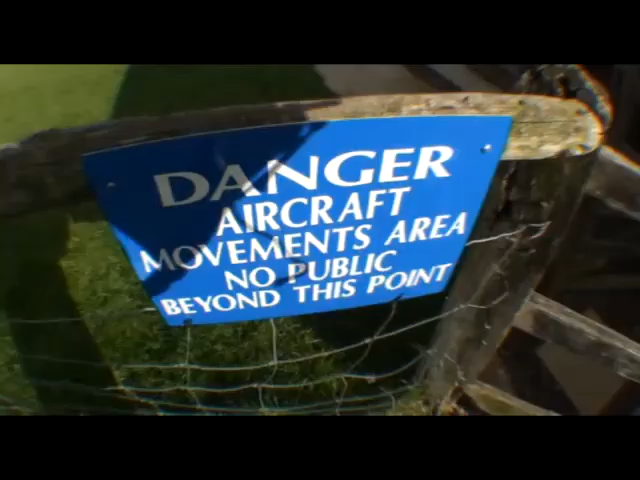 DANGER
AIRCRAFT
MOVEMENTS AREA
NO PUBLIC
BEYOND THIS POINT